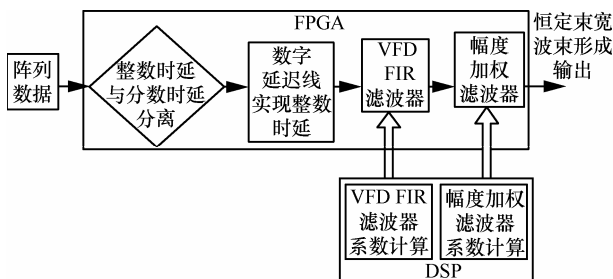 FPGA
阵列
数据
整数时延
与分数时延
分离
数字
延迟线
实现整数
时延
VFD
FIR
滤波器
幅度
加权
滤波器
恒定束宽
波束形成
输出
VFD FIR
滤波器
系数计算
幅度加权
滤波器
系数计算
DSP